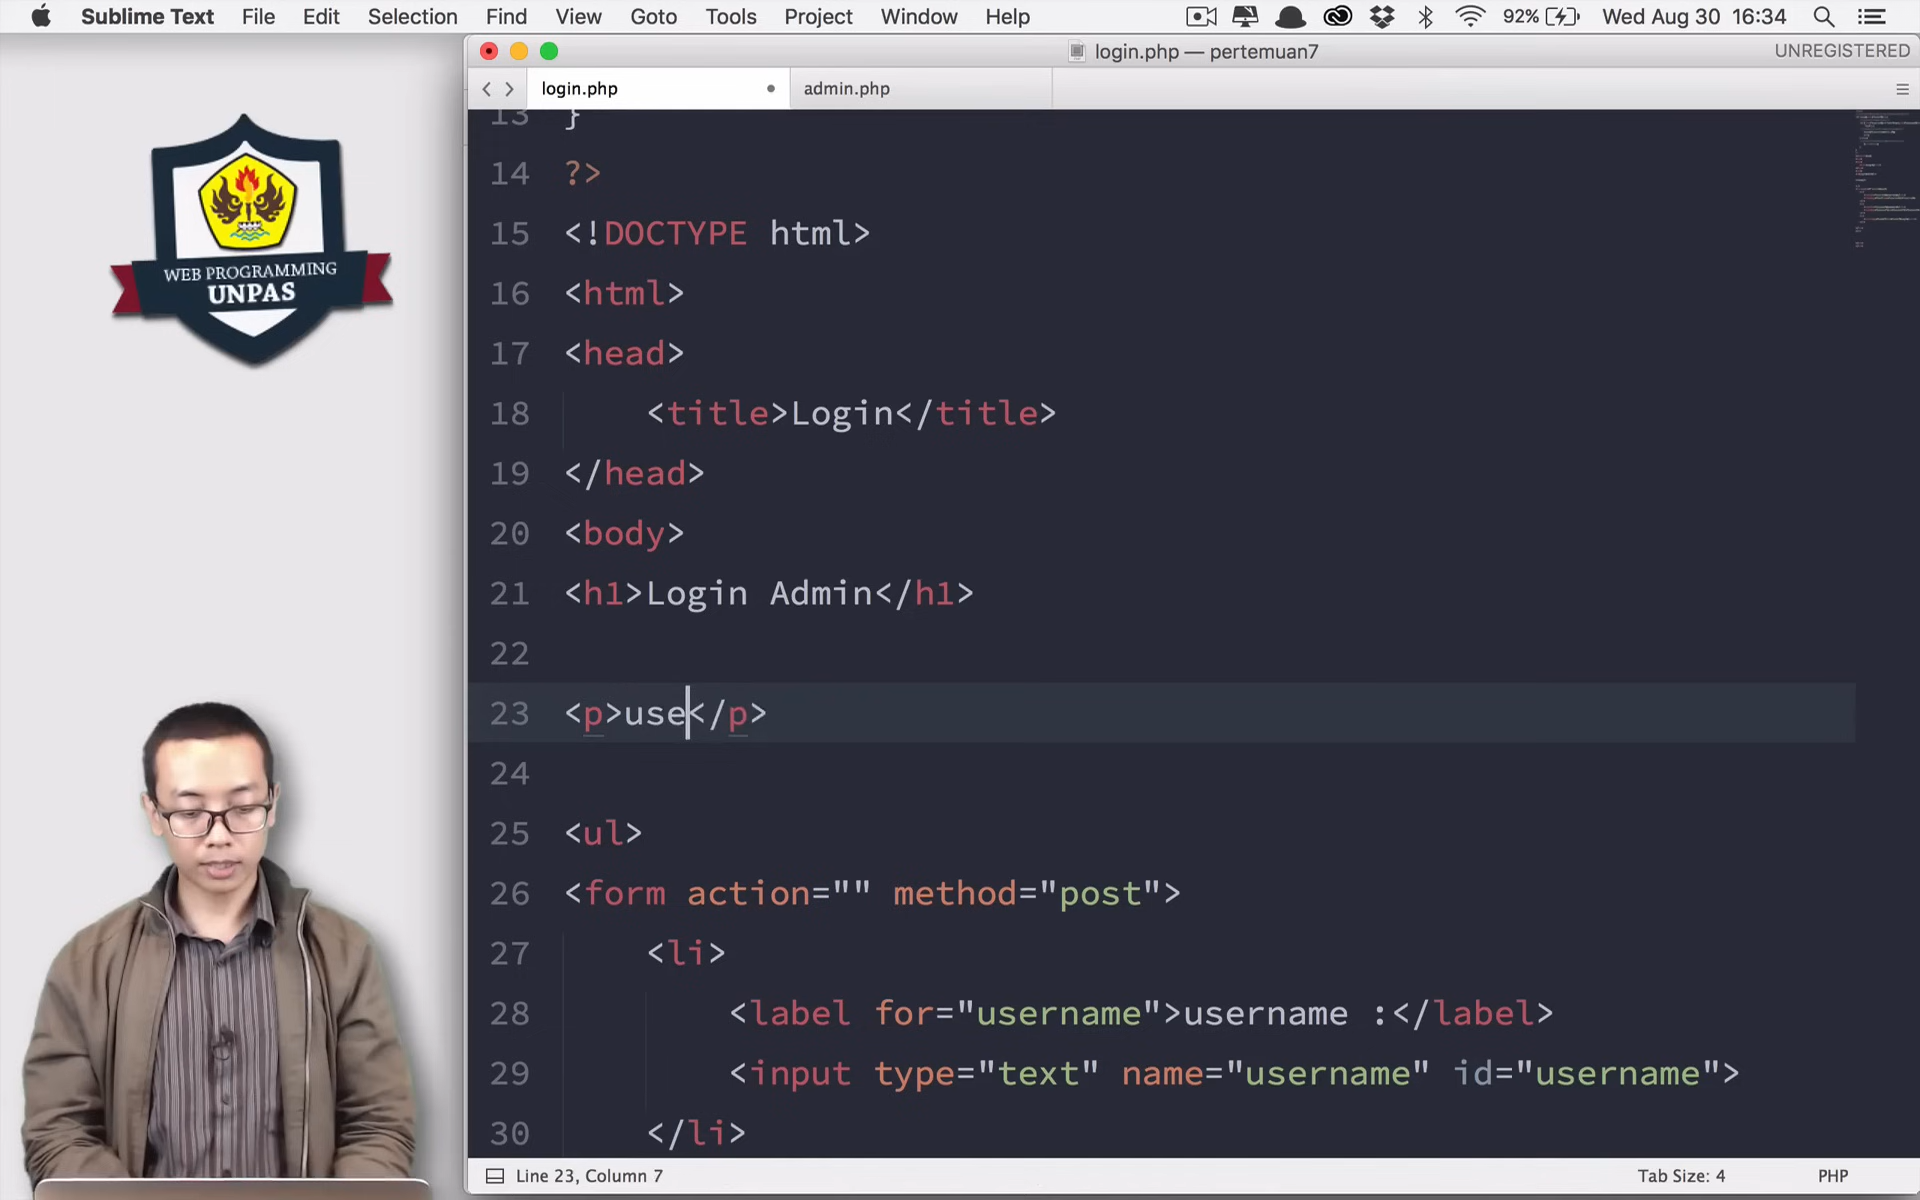 Sublime Text File Edit Selection Find View Goto Tools Project Window Help 92% Wed Aug 30 16:34
login.php — pertemuan7 UNREGISTERED
login.php admin.php
WEB PROGRAMMING
UNPAS
13 }
14 ?>
15 <!DOCTYPE html>
16 <html>
17 <head>
18 <title>Login</title>
19 </head>
20 <body>
21 <h1>Login Admin</h1>
22
23 <p>use</p>
24
25 <ul>
26 <form action="" method="post">
27 <li>
28 <label for="username">username :</label>
29 <input type="text" name="username" id="username">
30 </li>
Line 23, Column 7 Tab Size: 4 PHP